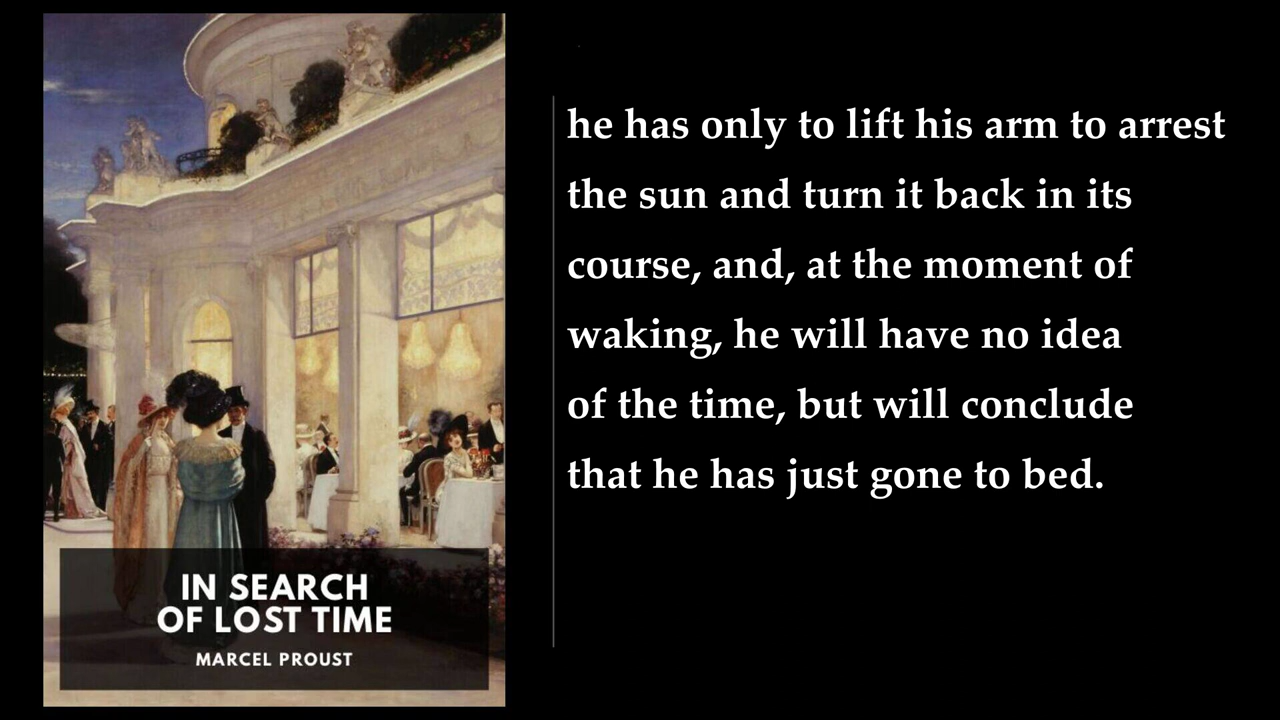 he has only to lift his arm to arrest
the sun and turn it back in its
course, and, at the moment of
waking, he will have no idea
of the time, but will conclude
that he has just gone to bed.
IN SEARCH
OF LOST TIME
MARCEL PROUST